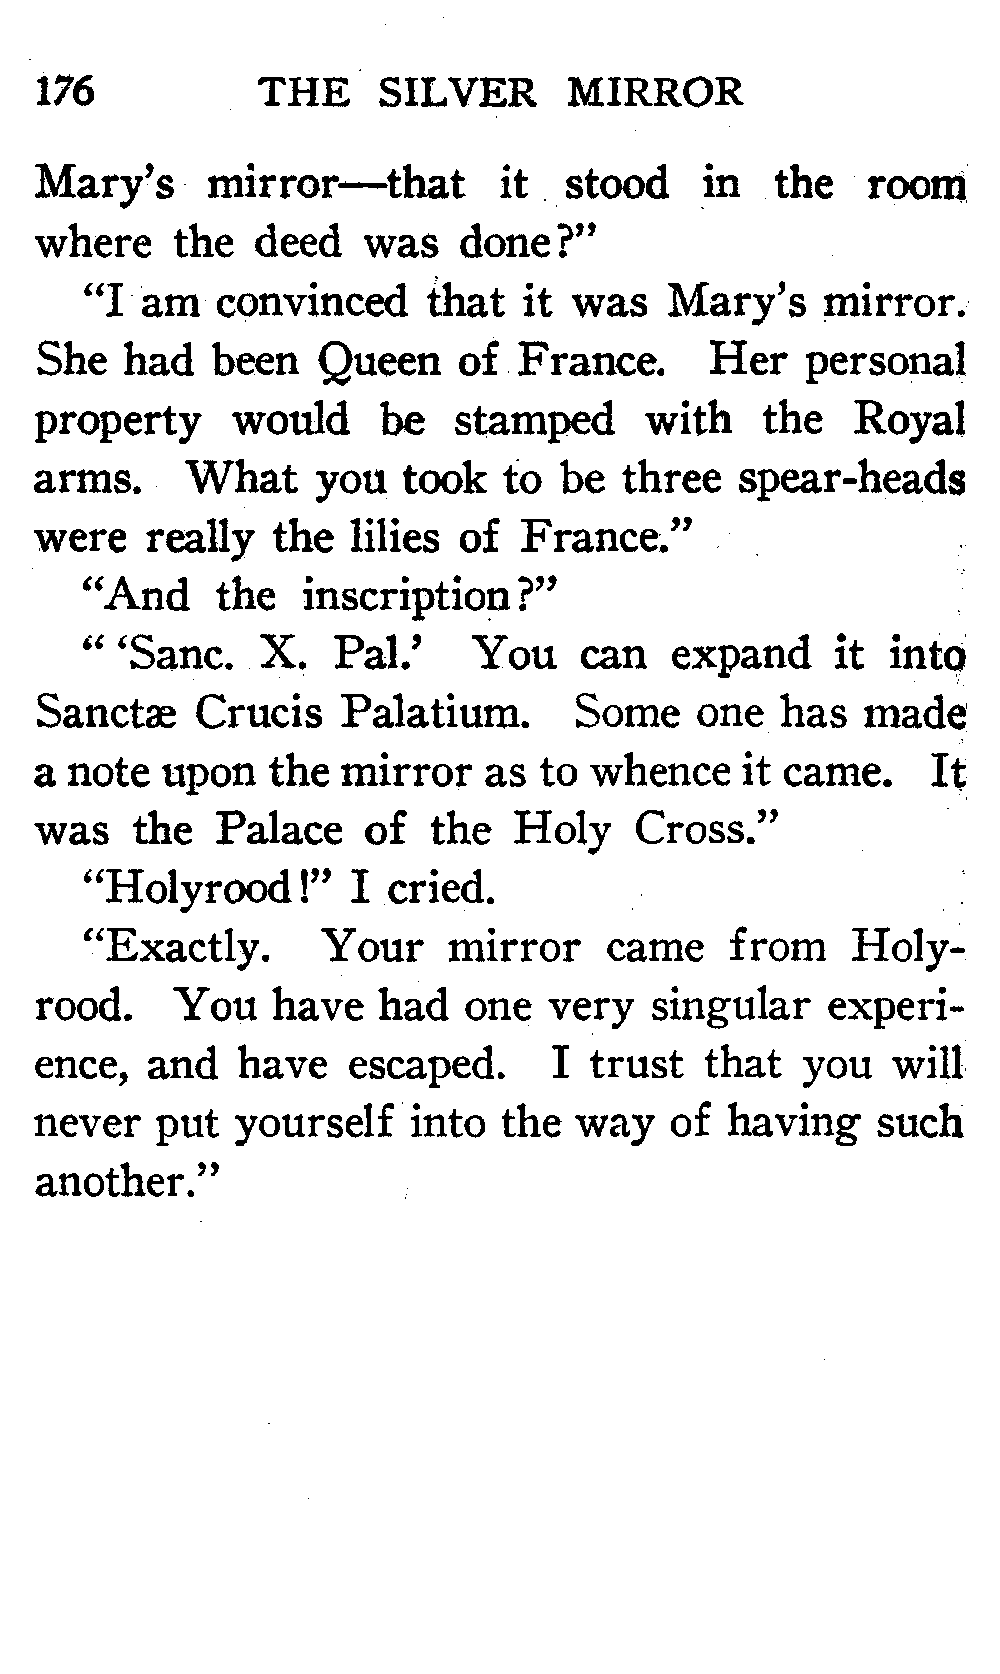 176 THE SILVER MIRROR
Mary's mirror—that it stood in the room
where the deed was done?"
"I am convinced that it was Mary's mirror.
She had been Queen of France. Her personal
property would be stamped with the Royal
arms. What you took to be three spear-heads
were really the lilies of France."
"And the inscription?"
" 'Sanc. X. Pal.' You can expand it into
Sanctæ Crucis Palatium. Some one has made
a note upon the mirror as to whence it came. It
was the Palace of the Holy Cross."
"Holyrood!" I cried.
"Exactly. Your mirror came from Holy-
rood. You have had one very singular experi-
ence, and have escaped. I trust that you will
never put yourself into the way of having such
another."